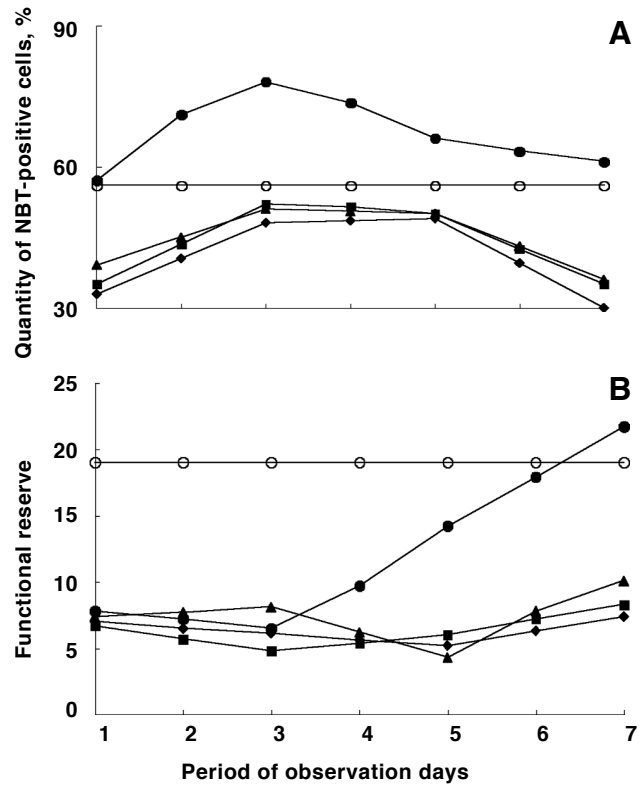 A
Quantity of NBT-positive cells, %
90
60
30
B
Functional reserve
25
20
15
10
5
0
1 2 3 4 5 6 7
Period of observation days